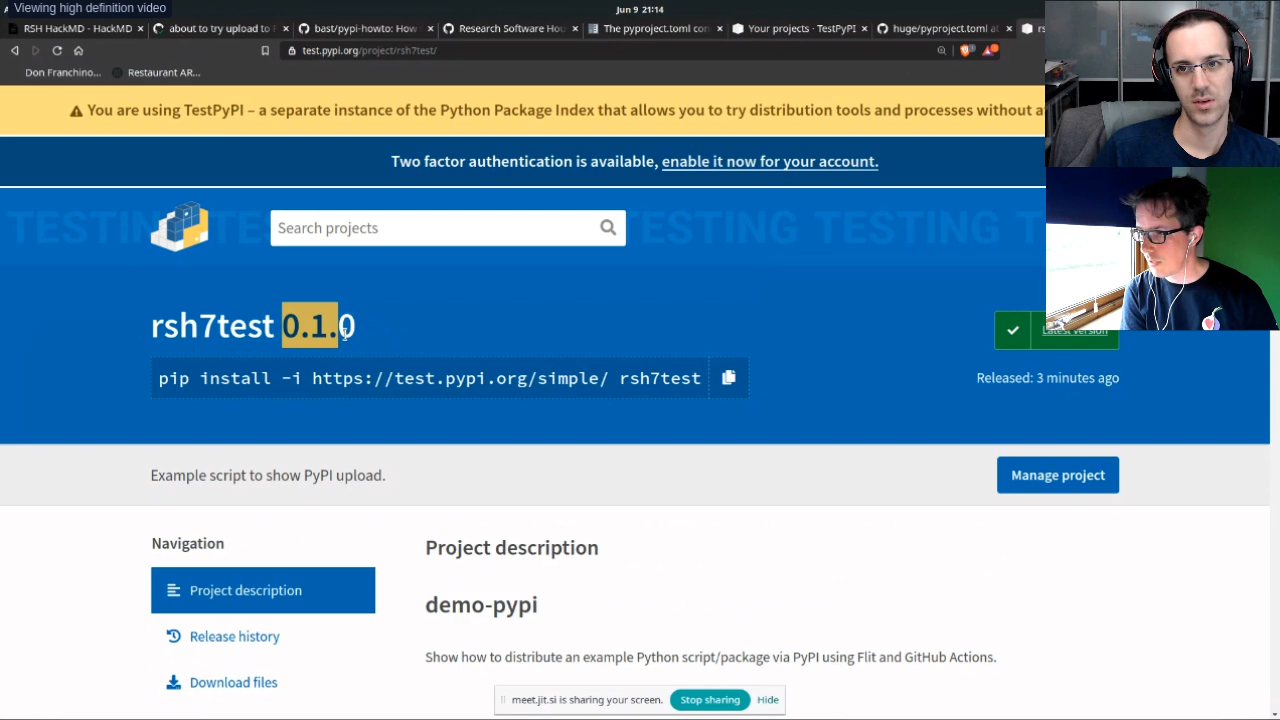 Viewing high definition video
Jun 9 21:14
RSH HackMD - HackMD
about to try upload to
bast/pypi-howto: How
Research Software Ho
The pyproject.toml con
Your projects · TestPyPI
huge/pyproject.toml at
rs
test.pypi.org/project/rsh7test/
Don Franchino...
Restaurant AR...
You are using TestPyPI – a separate instance of the Python Package Index that allows you to try distribution tools and processes without a
Two factor authentication is available, enable it now for your account.
TESTING TESTING TESTING
Search projects
rsh7test 0.1.0
Latest version
pip install -i https://test.pypi.org/simple/ rsh7test
Released: 3 minutes ago
Example script to show PyPI upload.
Manage project
Navigation
Project description
Project description
demo-pypi
Release history
Show how to distribute an example Python script/package via PyPI using Flit and GitHub Actions.
Download files
meet.jit.si is sharing your screen.
Stop sharing
Hide